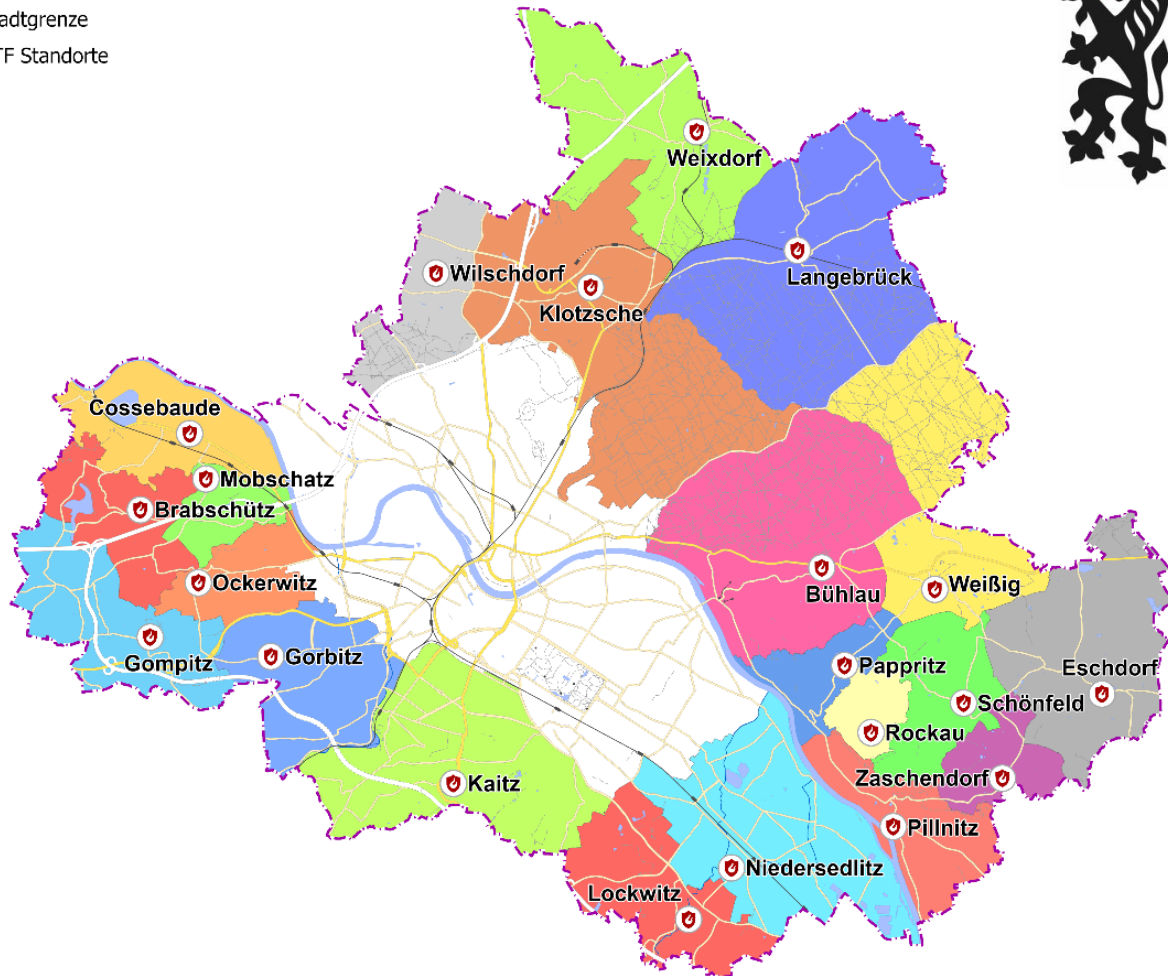 adtgrenze
TF Standorte
Weixdorf
Langebrück
Wilschdorf
Klotzsche
Cossebaude
Mobschatz
Brabschütz
Ockerwitz
Bühlau
Weißig
Gompitz
Gorbitz
Pappritz
Eschdorf
Schönfeld
Rockau
Kaitz
Zaschendorf
Pillnitz
Niedersedlitz
Lockwitz